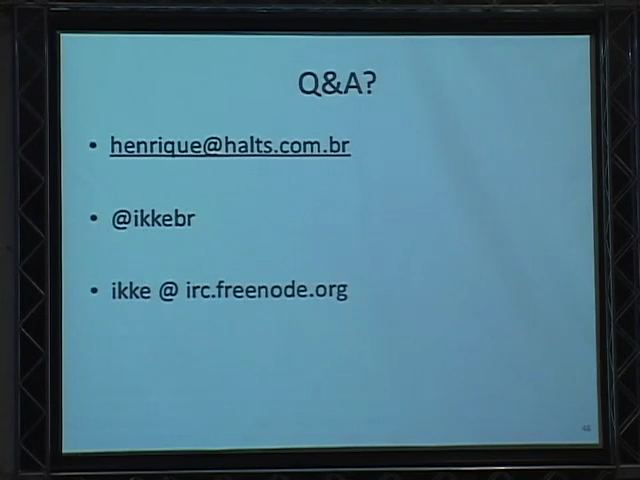 Q&A?
• henrique@halts.com.br
• @ikkebr
• ikke @ irc.freenode.org